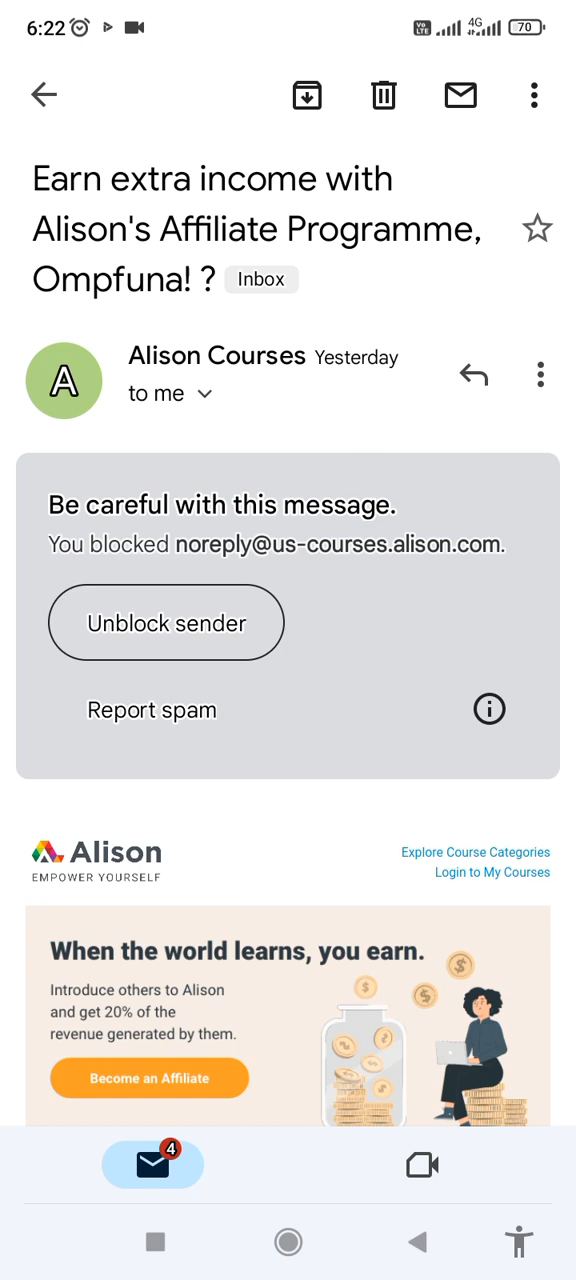 6:22
Vo LTE 4G 70
Earn extra income with
Alison's Affiliate Programme,
Ompfuna! ? Inbox
A
Alison Courses Yesterday
to me
Be careful with this message.
You blocked noreply@us-courses.alison.com.
Unblock sender
Report spam
Alison
EMPOWER YOURSELF
Explore Course Categories
Login to My Courses
When the world learns, you earn.
Introduce others to Alison
and get 20% of the
revenue generated by them.
Become an Affiliate
4